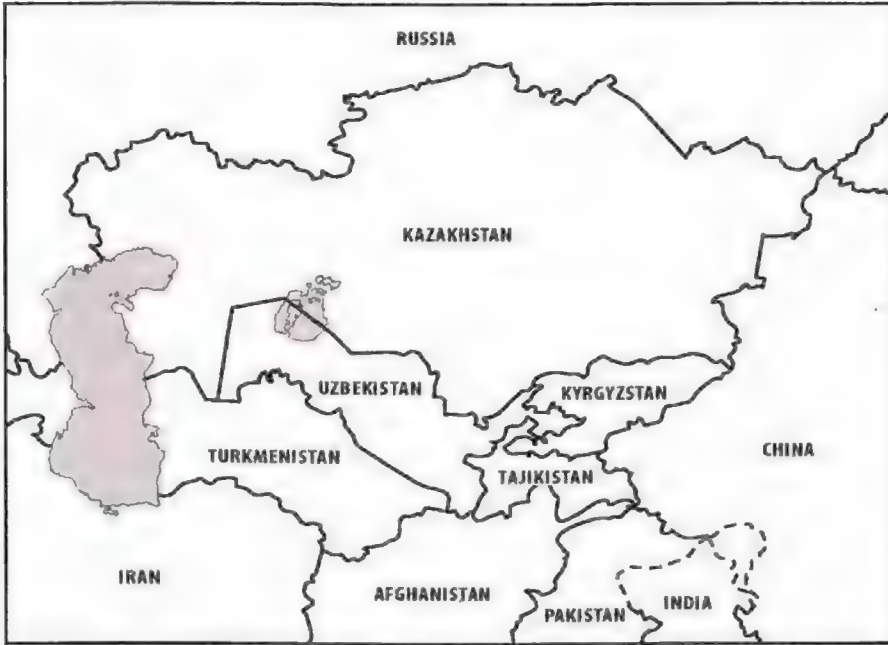 RUSSIA
KAZAKHSTAN
UZBEKISTAN
KYRGYZSTAN
TURKMENISTAN
TAJIKISTAN
CHINA
IRAN
AFGHANISTAN
PAKISTAN
INDIA